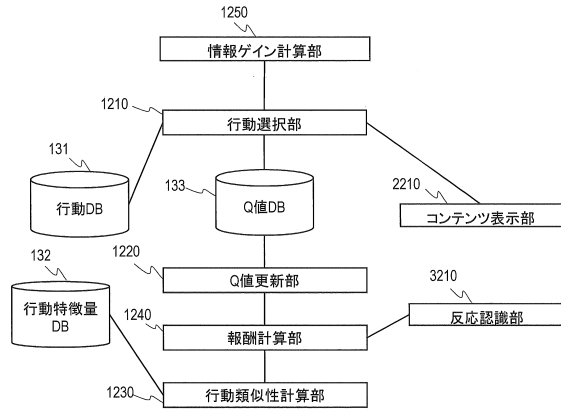 1250
情報ゲイン計算部
1210
行動選択部
131
行動DB
133
Q値DB
2210
コンテンツ表示部
1220
Q値更新部
132
行動特徴量
DB
1240
報酬計算部
3210
反応認識部
1230
行動類似性計算部